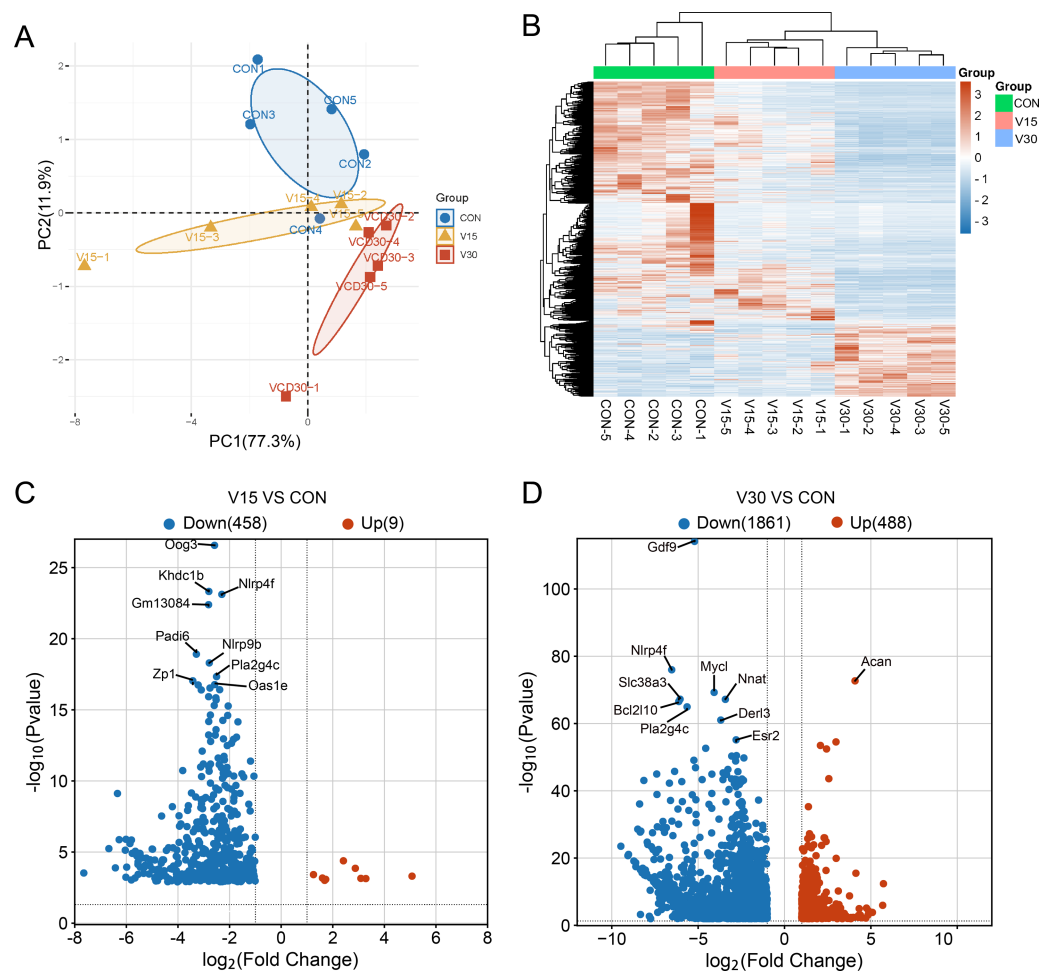 A
CON1
CON5
CON3
CON2
V15-4
V15-2
CON4
V15-3
V15-1
VCD30-2
VCD30-4
VCD30-3
VCD30-5
VCD30-1
2
1
0
−1
−2
−8
−4
0
PC2(11.9%)
PC1(77.3%)
Group
CON
V15
V30
B
Group
3
2
1
0
-1
-2
-3
Group
CON
V15
V30
CON-5
CON-4
CON-2
CON-3
CON-1
V15-5
V15-4
V15-3
V15-2
V15-1
V30-1
V30-2
V30-4
V30-3
V30-5
C
V15 VS CON
Down(458)
Up(9)
Oog3
Khdc1b
Nlrp4f
Gm13084
Padi6
Nlrp9b
Zp1
Pla2g4c
Oas1e
25
20
15
10
5
0
-8
-6
-4
-2
0
2
4
6
8
-log10(Pvalue)
log2(Fold Change)
D
V30 VS CON
Down(1861)
Up(488)
Gdf9
Nlrp4f
Mycl
Acan
Slc38a3
Nnat
Bcl2l10
Derl3
Pla2g4c
Esr2
100
80
60
40
20
0
−10
−5
0
5
10
-log10(Pvalue)
log2(Fold Change)